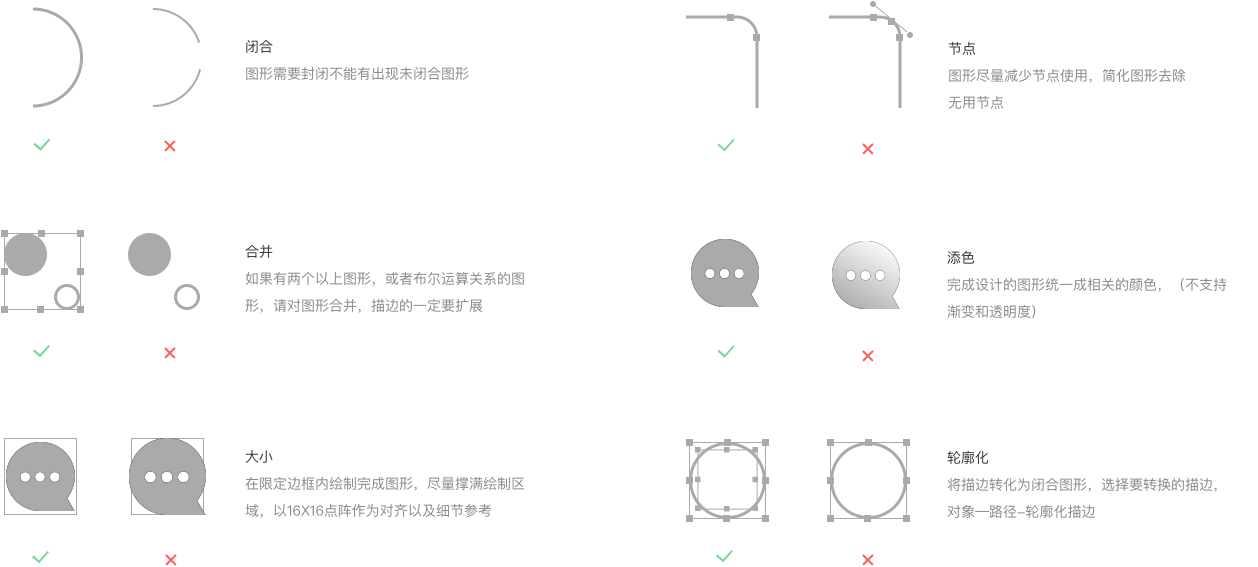 闭合
图形需要封闭不能有出现未闭合图形
节点
图形尽量减少节点使用，简化图形去除
无用节点
合并
如果有两个以上图形，或者布尔运算关系的图
形，请对图形合并，描边的一定要扩展
添色
完成设计的图形统一成相关的颜色，（不支持
渐变和透明度）
大小
在限定边框内绘制完成图形，尽量撑满绘制区
域，以16X16点阵作为对齐以及细节参考
轮廓化
将描边转化为闭合图形，选择要转换的描边，
对象—路径–轮廓化描边